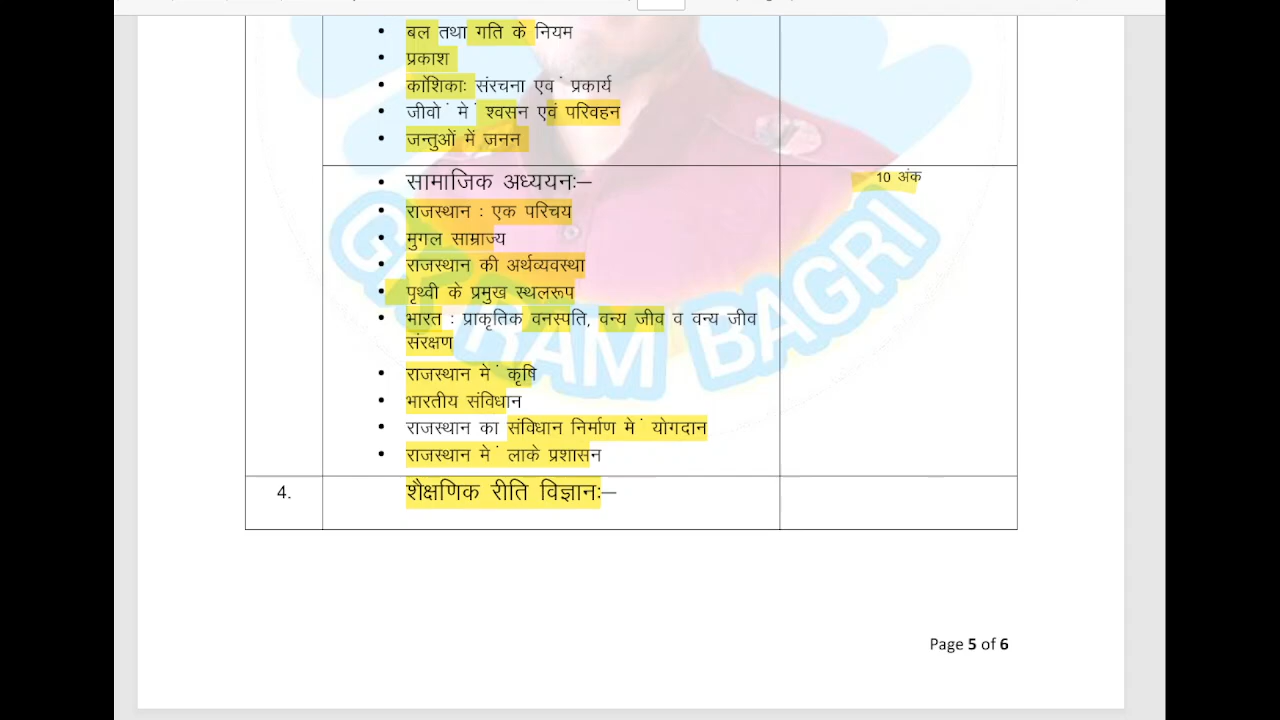 बल तथा गति के नियम
प्रकाश
कोशिकाः संरचना एवं प्रकार्य
जीवों में श्वसन एवं परिवहन
जन्तुओं में जनन
सामाजिक अध्ययनः—
10 अंक
राजस्थान : एक परिचय
मुगल साम्राज्य
राजस्थान की अर्थव्यवस्था
पृथ्वी के प्रमुख स्थलरूप
भारत : प्राकृतिक वनस्पति, वन्य जीव व वन्य जीव
संरक्षण
राजस्थान में कृषि
भारतीय संविधान
राजस्थान का संविधान निर्माण में योगदान
राजस्थान में लाके प्रशासन
4. शैक्षणिक रीति विज्ञानः—
RAM BAGRI
Page 5 of 6